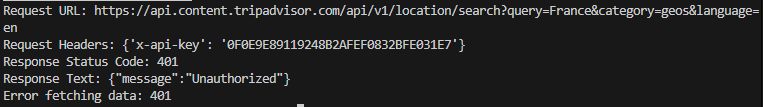 Request URL: https://api.content.tripadvisor.com/api/v1/location/search?query=France&category=geos&language=
en
Request Headers: {'x-api-key': '0F0E9E89119248B2AFEF0832BFE031E7'}
Response Status Code: 401
Response Text: {"message":"Unauthorized"}
Error fetching data: 401